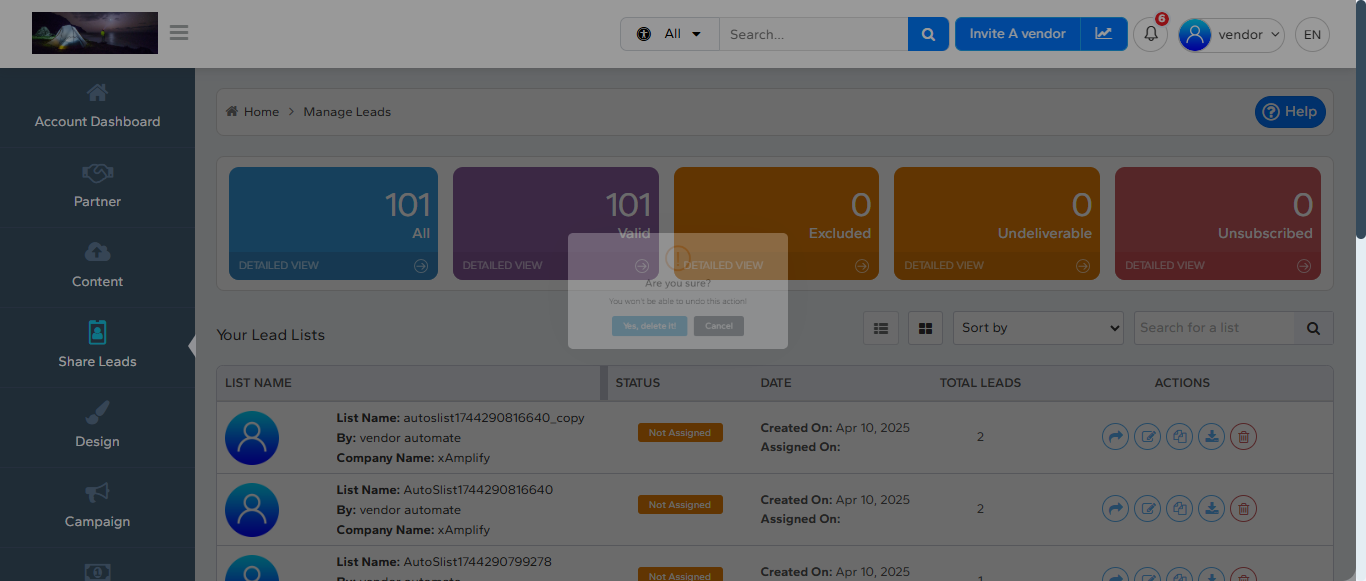 All
Search...
Invite A vendor
6
vendor
EN
Account Dashboard
Partner
Content
Share Leads
Design
Campaign
Home > Manage Leads
Help
101
All
DETAILED VIEW
101
Valid
DETAILED VIEW
0
Excluded
DETAILED VIEW
0
Undeliverable
DETAILED VIEW
0
Unsubscribed
DETAILED VIEW
Are you sure?
You won't be able to undo this action!
Yes, delete it!
Cancel
Your Lead Lists
Sort by
Search for a list
LIST NAME STATUS DATE TOTAL LEADS ACTIONS
List Name: autoslist1744290816640_copy
By: vendor automate
Company Name: xAmplify
Not Assigned
Created On: Apr 10, 2025
Assigned On:
2
List Name: AutoSlist1744290816640
By: vendor automate
Company Name: xAmplify
Not Assigned
Created On: Apr 10, 2025
Assigned On:
2
List Name: AutoSlist1744290799278
By: vendor automate
Not Assigned
Created On: Apr 10, 2025